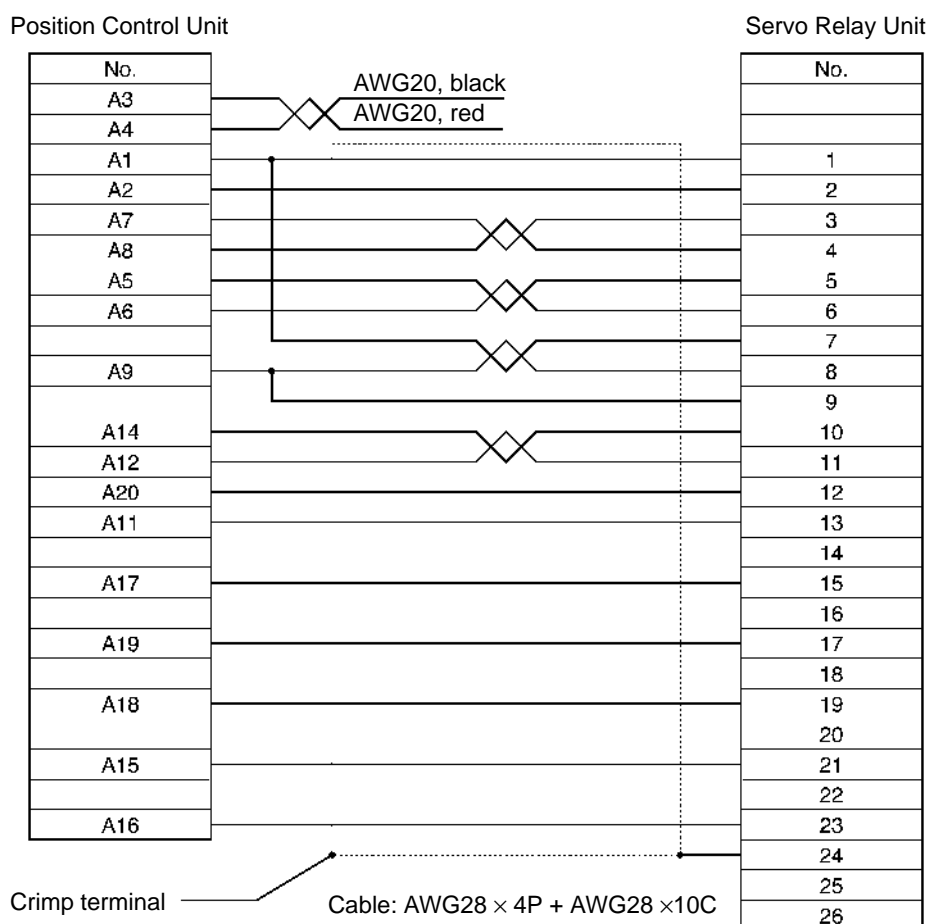 Position Control Unit
Servo Relay Unit
No.
A3
A4
A1
A2
A7
A8
A5
A6
A9
A14
A12
A20
A11
A17
A19
A18
A15
A16
AWG20, black
AWG20, red
No.
1
2
3
4
5
6
7
8
9
10
11
12
13
14
15
16
17
18
19
20
21
22
23
24
25
26
Crimp terminal
Cable: AWG28 × 4P + AWG28 ×10C